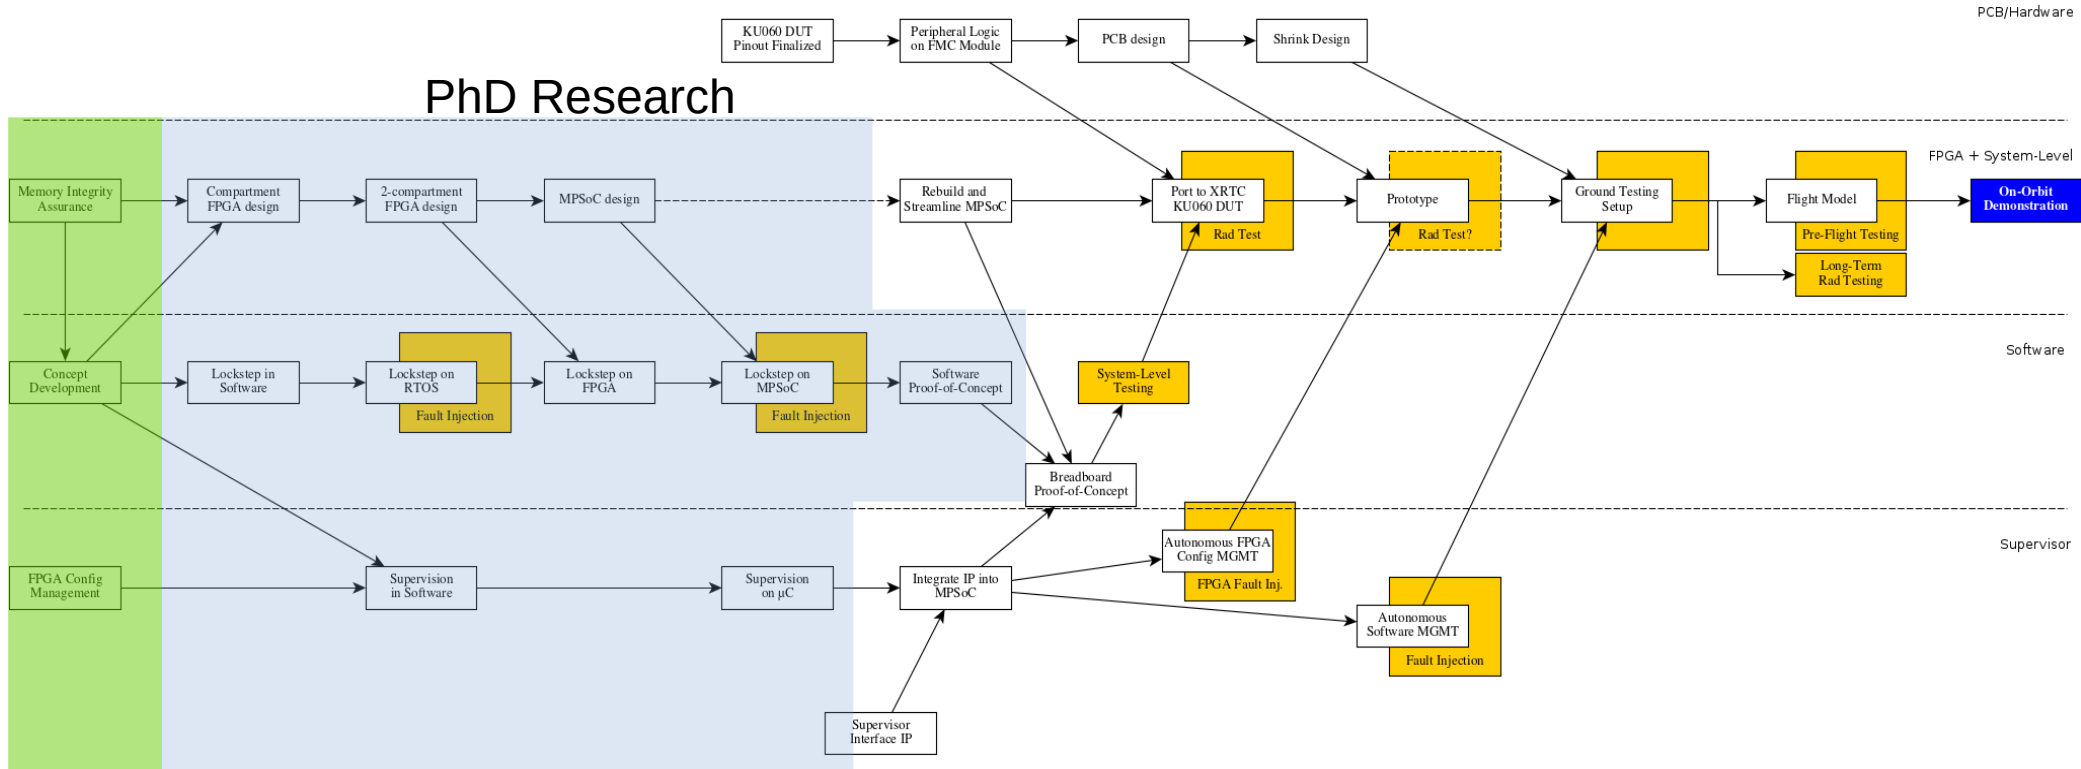 PCB/Hardware
KU060 DUT
Pinout Finalized
Peripheral Logic
on FMC Module
PCB design
Shrink Design
PhD Research
FPGA + System-Level
Memory Integrity
Assurance
Compartment
FPGA design
2-compartment
FPGA design
MPSoC design
Rebuild and
Streamline MPSoC
Port to XRTC
KU060 DUT
Rad Test
Prototype
Rad Test?
Ground Testing
Setup
Flight Model
Pre-Flight Testing
Long-Term
Rad Testing
On-Orbit
Demonstration
Software
Concept
Development
Lockstep in
Software
Lockstep on
RTOS
Fault Injection
Lockstep on
FPGA
Lockstep on
MPSoC
Fault Injection
Software
Proof-of-Concept
System-Level
Testing
Breadboard
Proof-of-Concept
Supervisor
FPGA Config
Management
Supervision
in Software
Supervision
on µC
Integrate IP into
MPSoC
Autonomous FPGA
Config MGMT
FPGA Fault Inj.
Autonomous
Software MGMT
Fault Injection
Supervisor
Interface IP